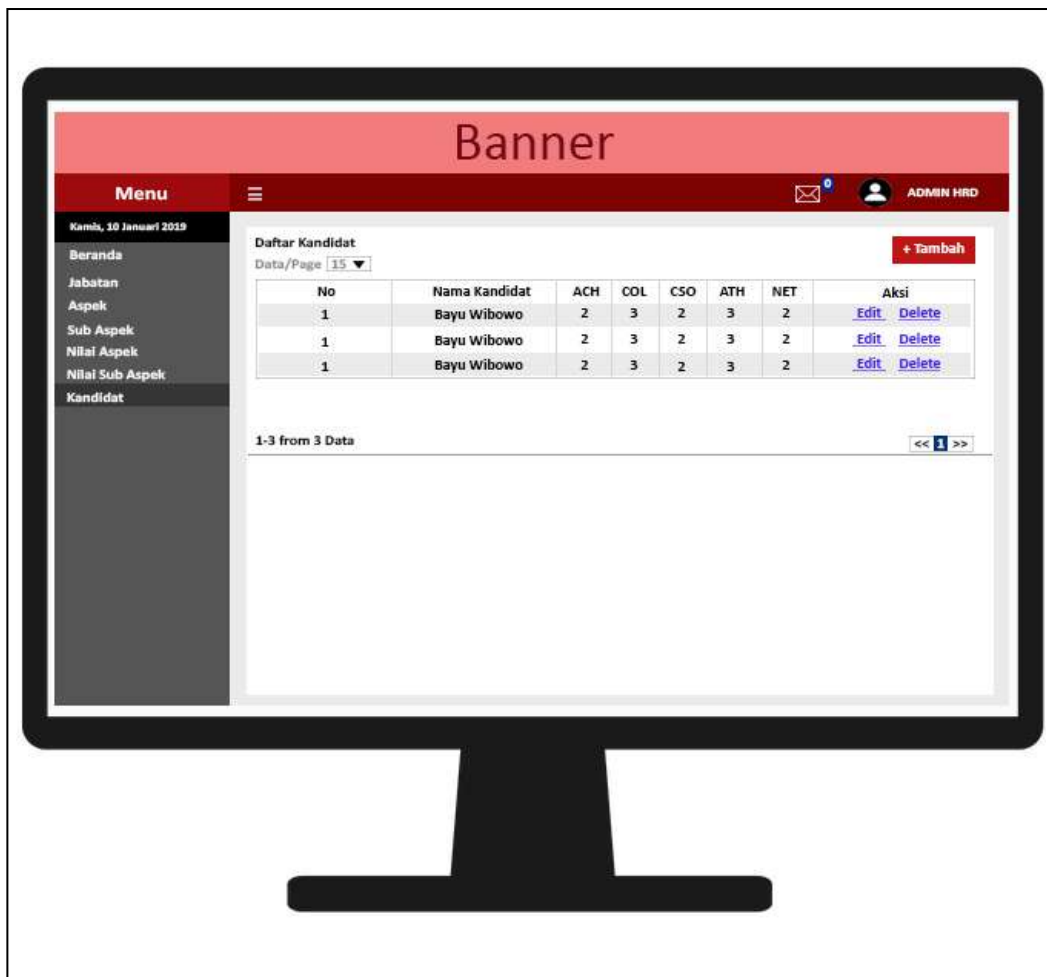 Banner
Menu ☰ 0 ADMIN HRD
Kamis, 10 Januari 2019
Beranda
Jabatan
Aspek
Sub Aspek
Nilai Aspek
Nilai Sub Aspek
Kandidat
Daftar Kandidat + Tambah
Data/Page 15 ▼
No Nama Kandidat ACH COL CSO ATH NET Aksi
1 Bayu Wibowo 2 3 2 3 2 Edit Delete
1 Bayu Wibowo 2 3 2 3 2 Edit Delete
1 Bayu Wibowo 2 3 2 3 2 Edit Delete
1-3 from 3 Data << 1 >>